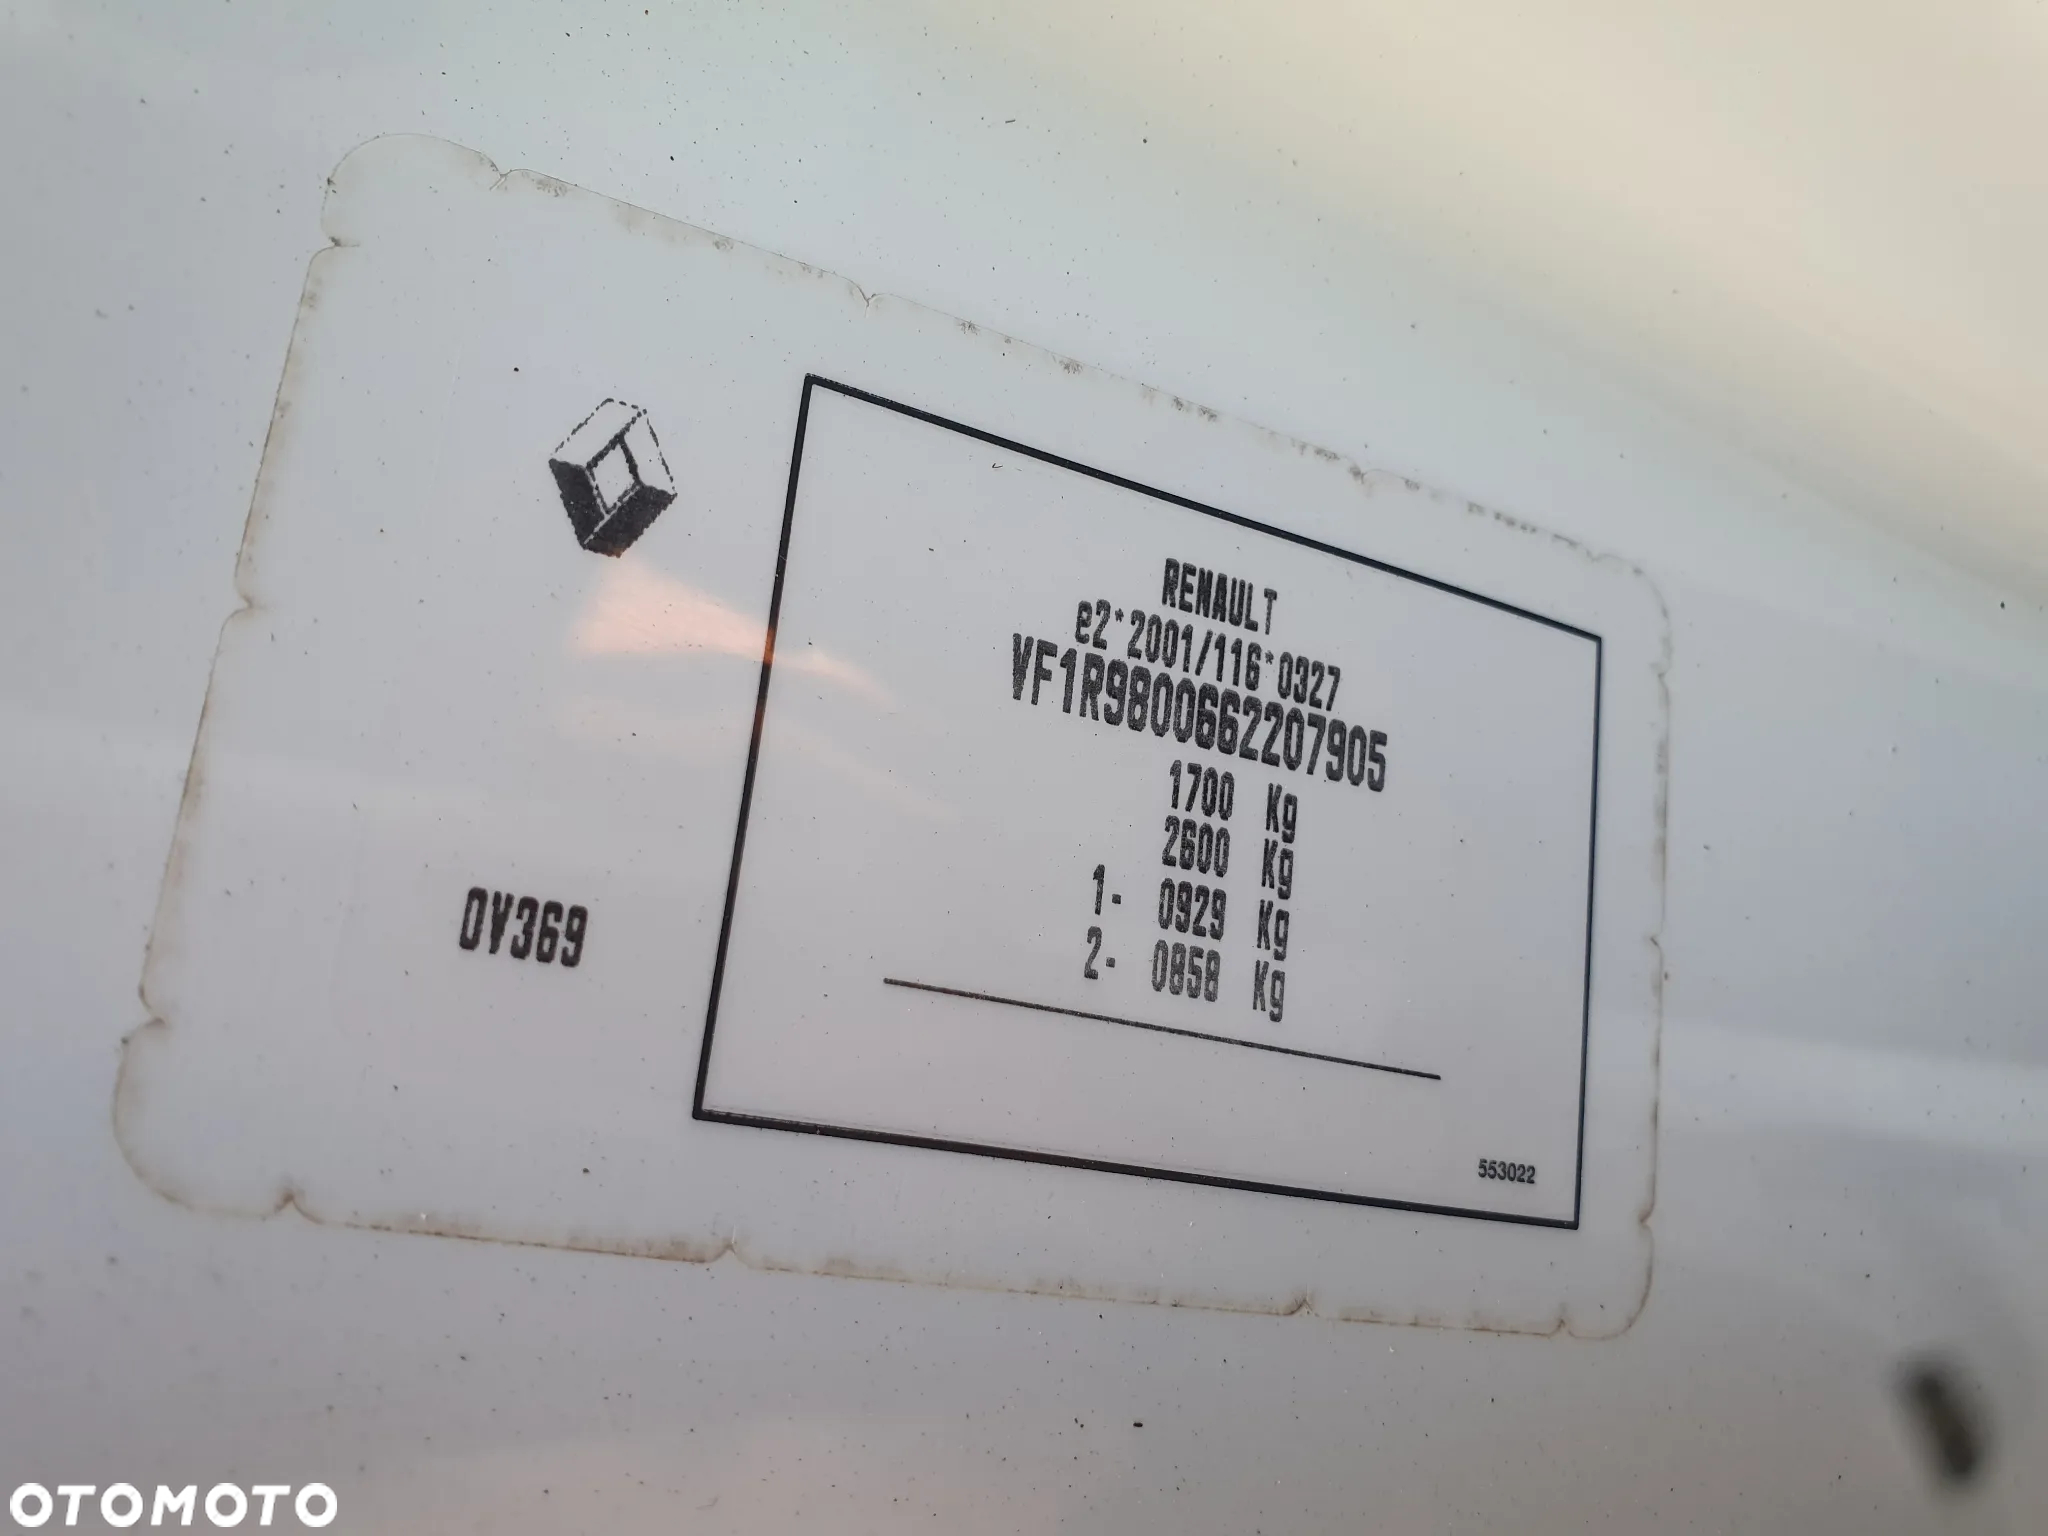 RENAULT
e2*2001/116*0327
VF1R9800662207905
1700 Kg
2600 Kg
1- 0929 Kg
2- 0858 Kg
0V369
553022
OTOMOTO